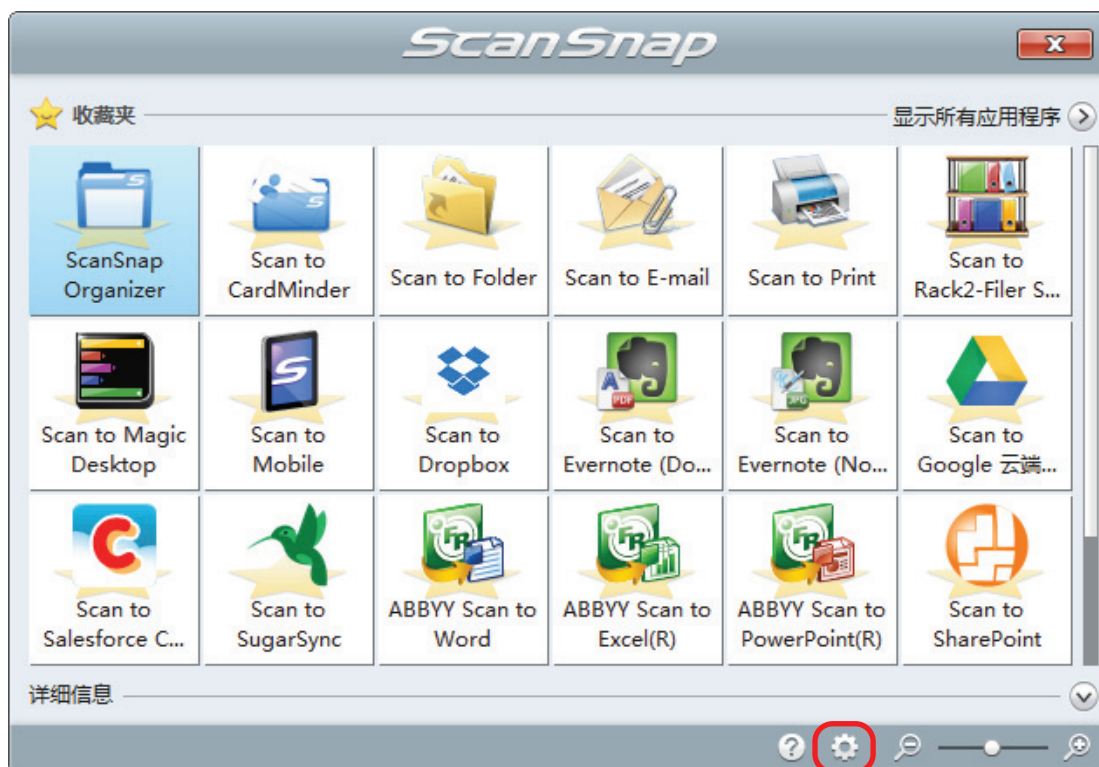 ScanSnap
收藏夹
显示所有应用程序
ScanSnap
Organizer
Scan to
CardMinder
Scan to Folder
Scan to E-mail
Scan to Print
Scan to
Rack2-Filer S...
Scan to Magic
Desktop
Scan to
Mobile
Scan to
Dropbox
Scan to
Evernote (Do...
Scan to
Evernote (No...
Scan to
Google 云端...
Scan to
Salesforce C...
Scan to
SugarSync
ABBYY Scan to
Word
ABBYY Scan to
Excel(R)
ABBYY Scan to
PowerPoint(R)
Scan to
SharePoint
详细信息